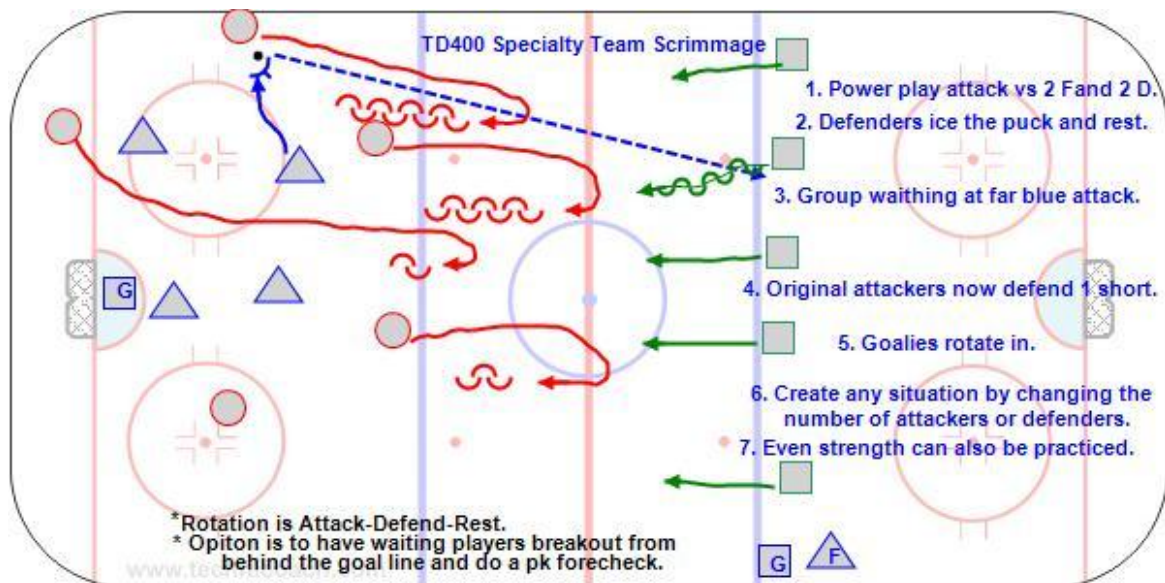 TD400 Specialty Team Scrimmage
1. Power play attack vs 2 Fand 2 D.
2. Defenders ice the puck and rest.
3. Group waithing at far blue attack.
4. Original attackers now defend 1 short.
5. Goalies rotate in.
6. Create any situation by changing the
number of attackers or defenders.
7. Even strength can also be practiced.
G
*Rotation is Attack-Defend-Rest.
* Opiton is to have waiting players breakout from
behind the goal line and do a pk forecheck.
G
F